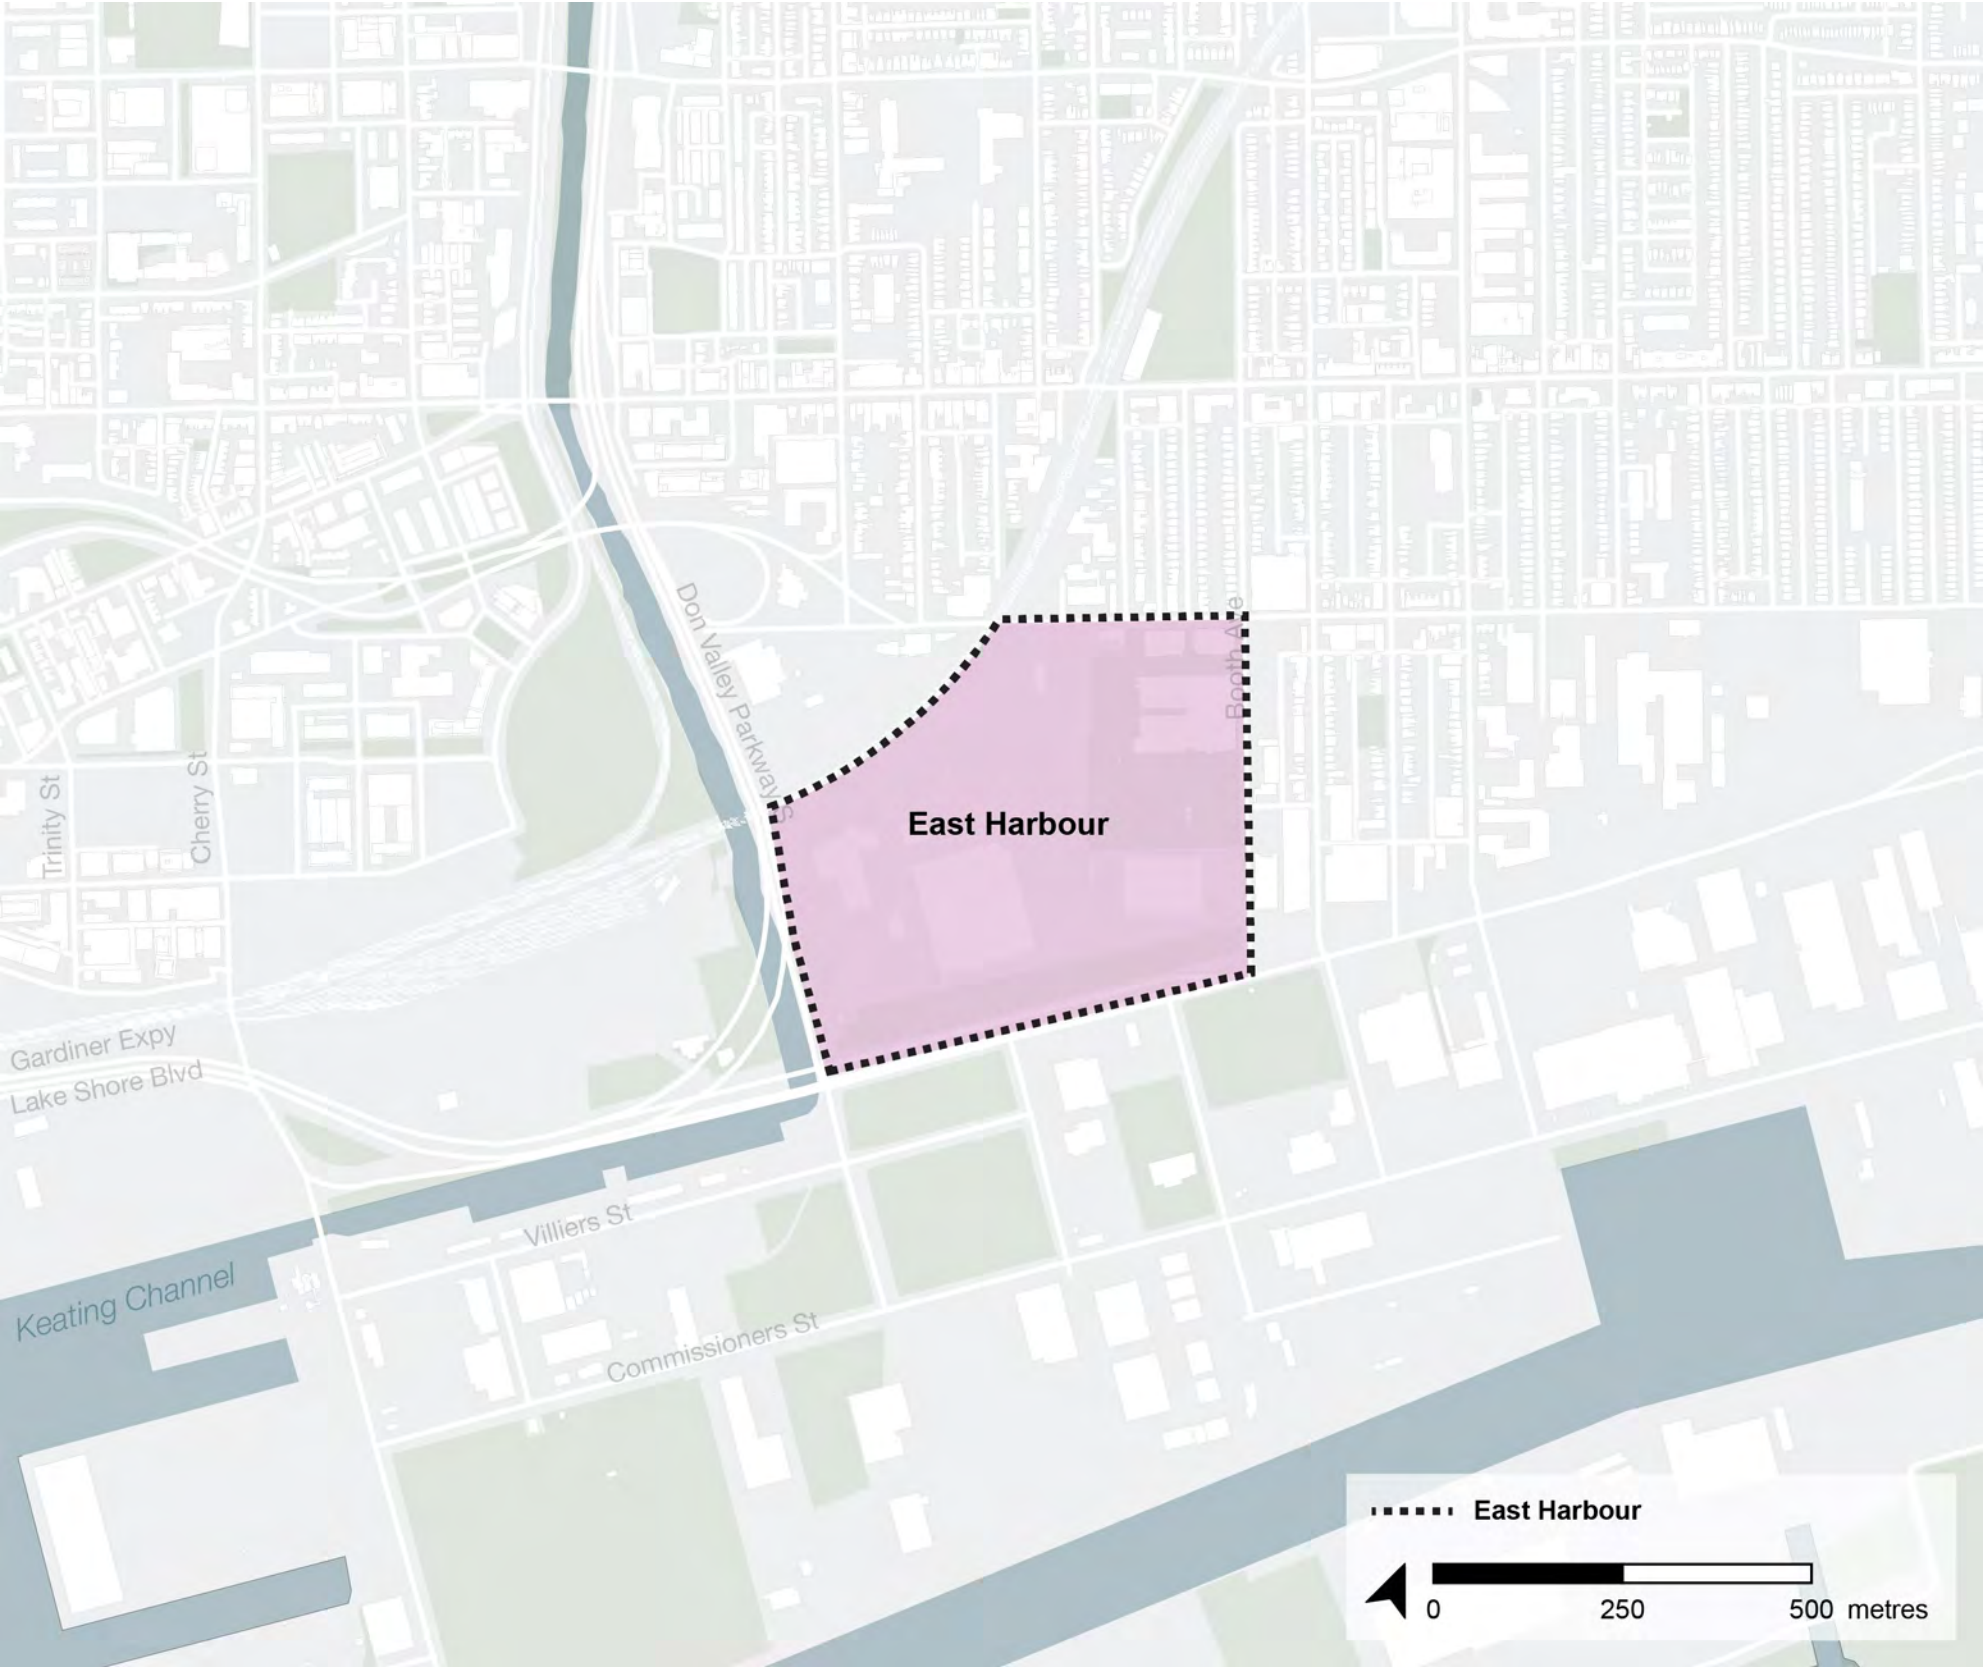 Don Valley Parkway S
Booth Ave
Trinity St
Cherry St
East Harbour
Gardiner Expy
Lake Shore Blvd
Villiers St
Keating Channel
Commissioners St
East Harbour
0 250 500 metres